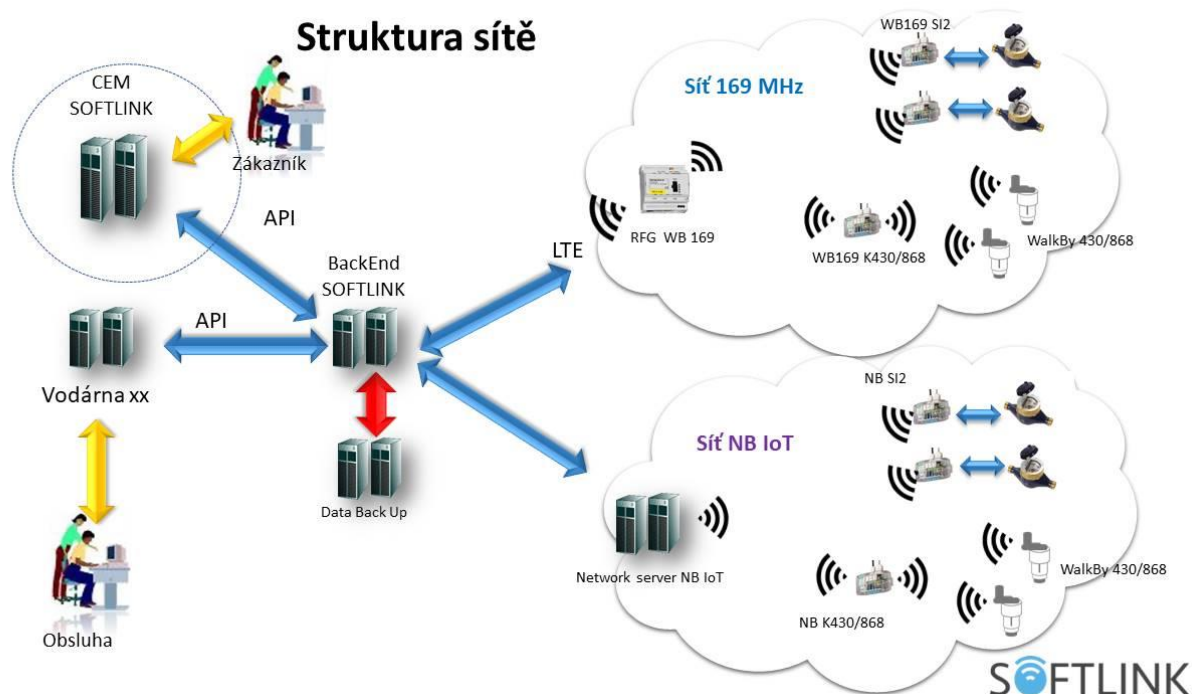 Struktura sítě
CEM
SOFTLINK
Zákazník
API
BackEnd
SOFTLINK
API
Vodárna xx
Data Back Up
Obsluha
LTE
Síť 169 MHz
WB169 SI2
RFG WB 169
WB169 K430/868
WalkBy 430/868
Síť NB IoT
NB SI2
Network server NB IoT
NB K430/868
WalkBy 430/868
SOFTLINK